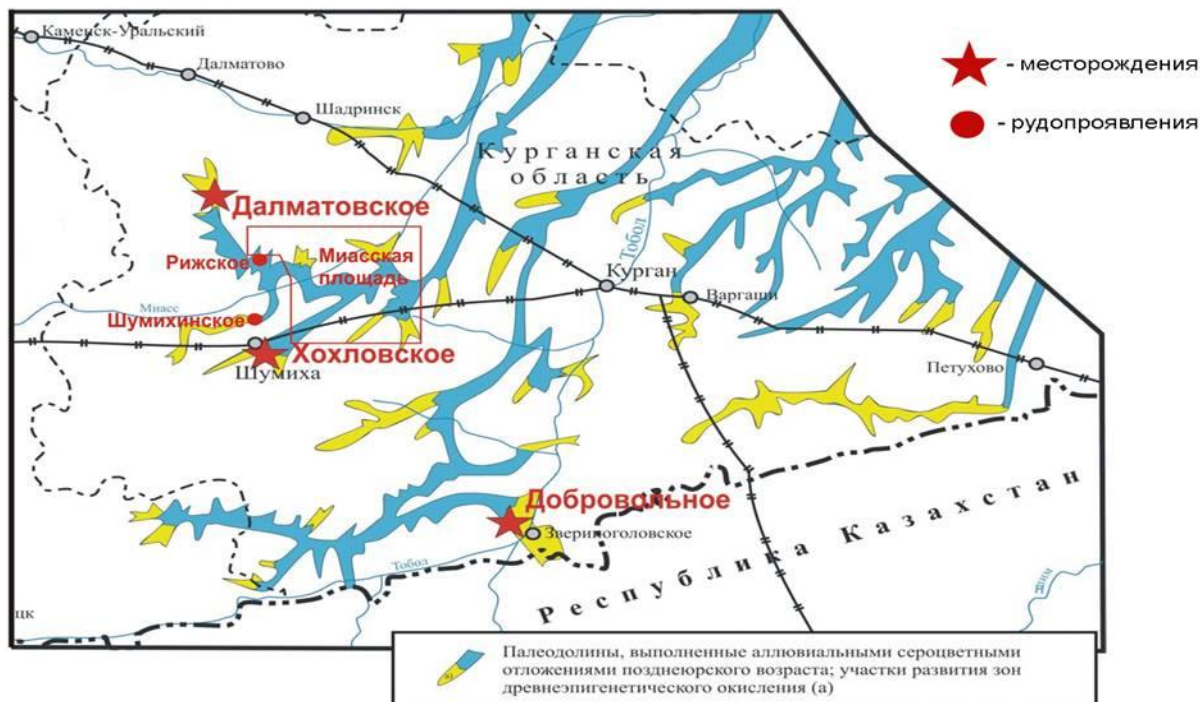 Каменск-Уральский
Далматово
Шадринск
Курганская
область
Далматовское
Рижское
Миасская
площадь
Тобол
Курган
Миасс
Шумихинское
Варгаши
Хохловское
Шумиха
Петухово
Добровольное
Звериноголовское
Тобол
Республика Казахстан
цк
- месторождения
- рудопроявления
а)
Палеодолины, выполненные аллювиальными сероцветными
отложениями позднеюрского возраста; участки развития зон
древнеэпигенетического окисления (а)